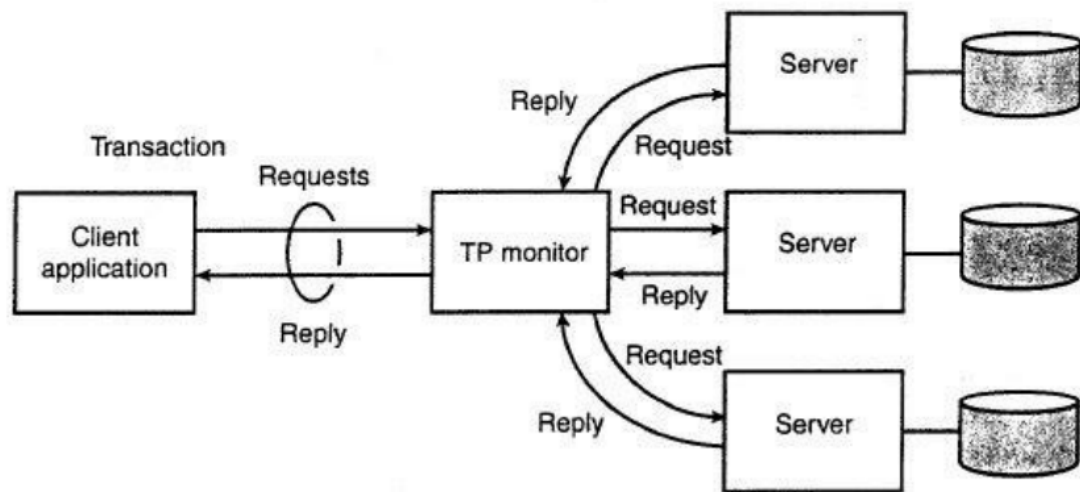 Server
Reply
Request
Transaction
Requests
Client
application
Reply
TP monitor
Request
Server
Reply
Request
Reply
Server